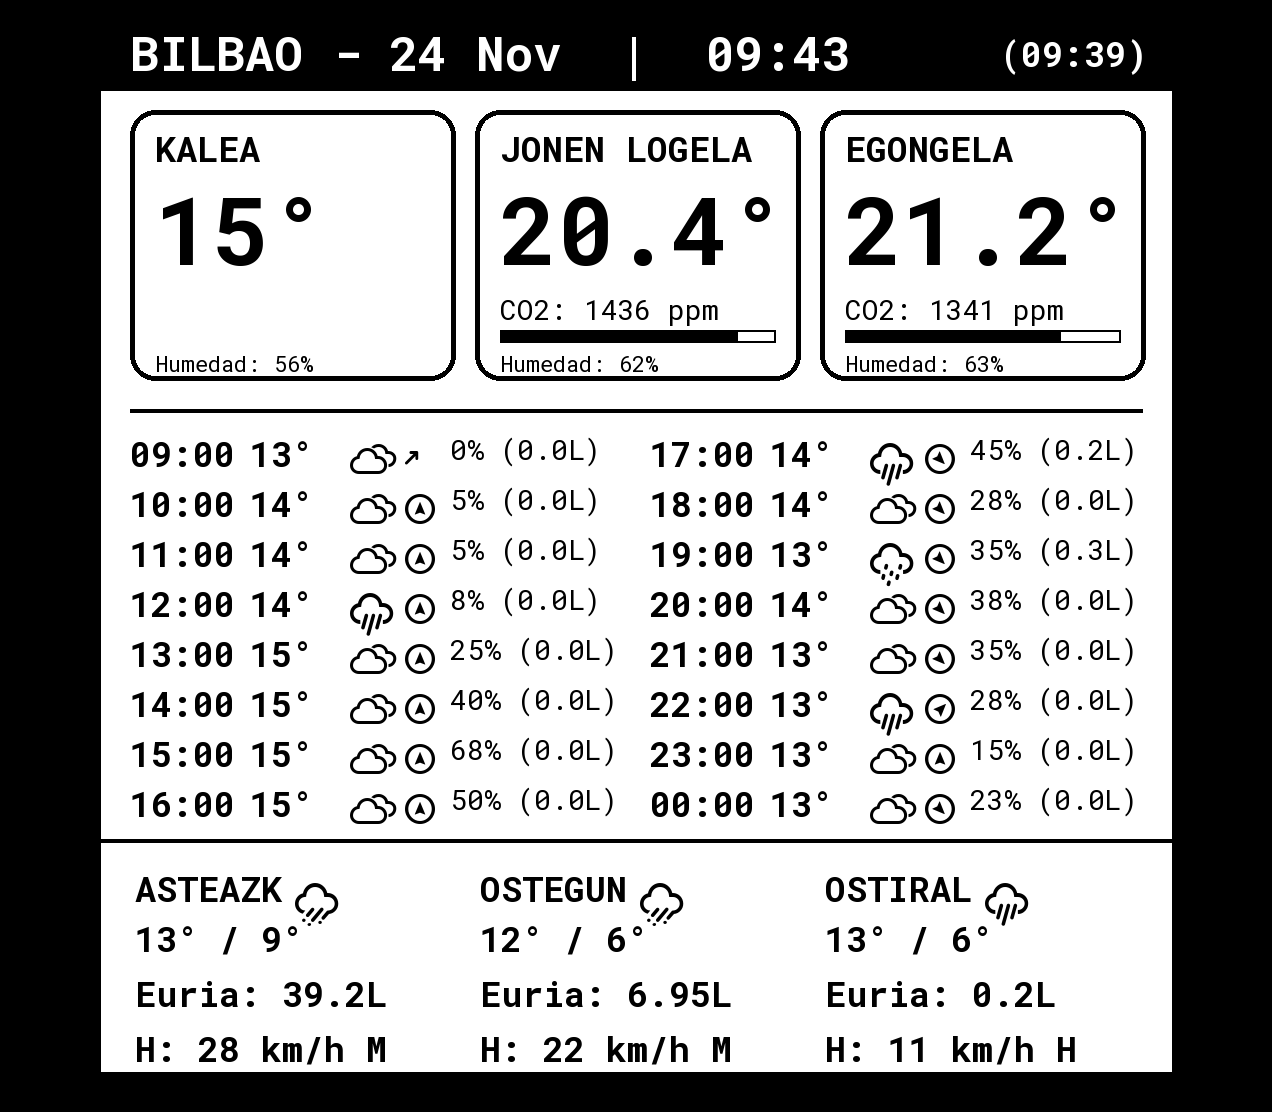 BILBAO - 24 Nov | 09:43 (09:39)
KALEA
15°
Humedad: 56%
JONEN LOGELA
20.4°
CO2: 1436 ppm
Humedad: 62%
EGONGELA
21.2°
CO2: 1341 ppm
Humedad: 63%
09:00 13° 0% (0.0L)
10:00 14° 5% (0.0L)
11:00 14° 5% (0.0L)
12:00 14° 8% (0.0L)
13:00 15° 25% (0.0L)
14:00 15° 40% (0.0L)
15:00 15° 68% (0.0L)
16:00 15° 50% (0.0L)
17:00 14° 45% (0.2L)
18:00 14° 28% (0.0L)
19:00 13° 35% (0.3L)
20:00 14° 38% (0.0L)
21:00 13° 35% (0.0L)
22:00 13° 28% (0.0L)
23:00 13° 15% (0.0L)
00:00 13° 23% (0.0L)
ASTEAZK
13° / 9°
Euria: 39.2L
H: 28 km/h M
OSTEGUN
12° / 6°
Euria: 6.95L
H: 22 km/h M
OSTIRAL
13° / 6°
Euria: 0.2L
H: 11 km/h H